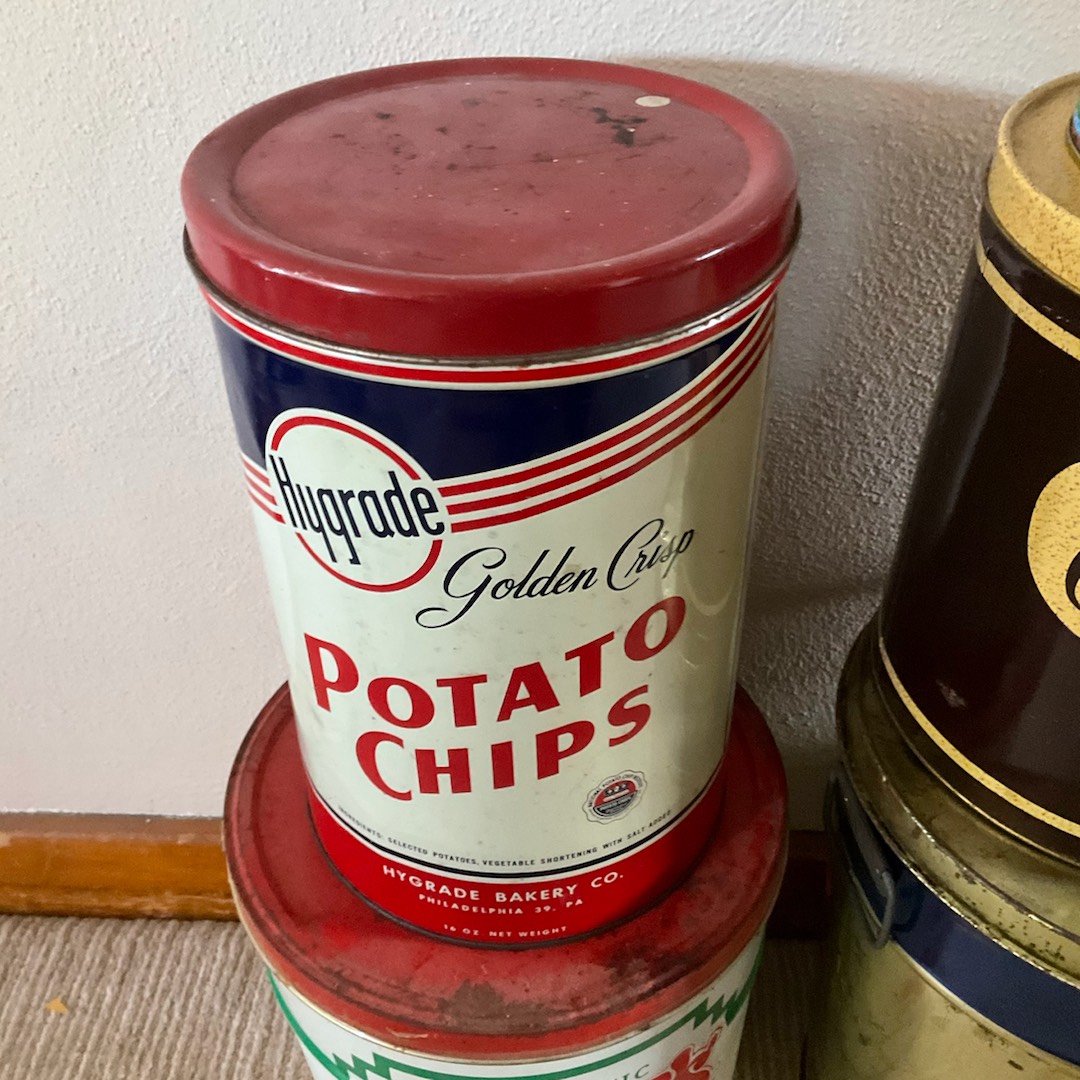 Hygrade
Golden Crisp
POTATO
CHIPS
INGREDIENTS: SELECTED POTATOES, VEGETABLE SHORTENING WITH SALT ADDED
HYGRADE BAKERY CO.
PHILADELPHIA 39, PA
16 OZ NET WEIGHT